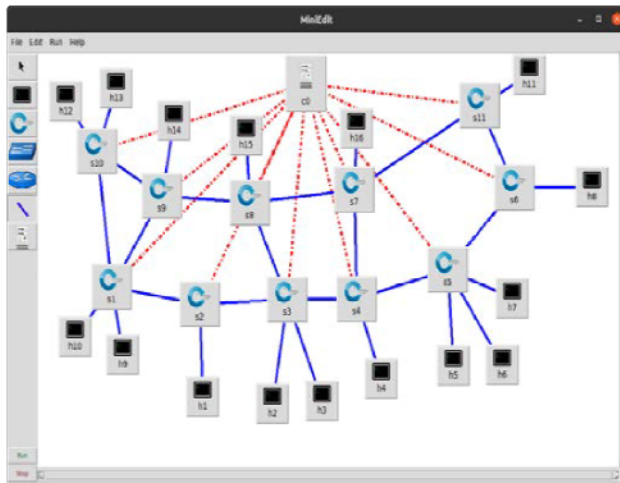 MiniEdit
File Edit Run Help
c0
h12
h13
h14
h15
h16
h11
s10
s9
s8
s7
s11
s6
h8
s1
s2
s3
s4
s5
h7
h10
h9
h1
h2
h3
h4
h5
h6
Run
Stop